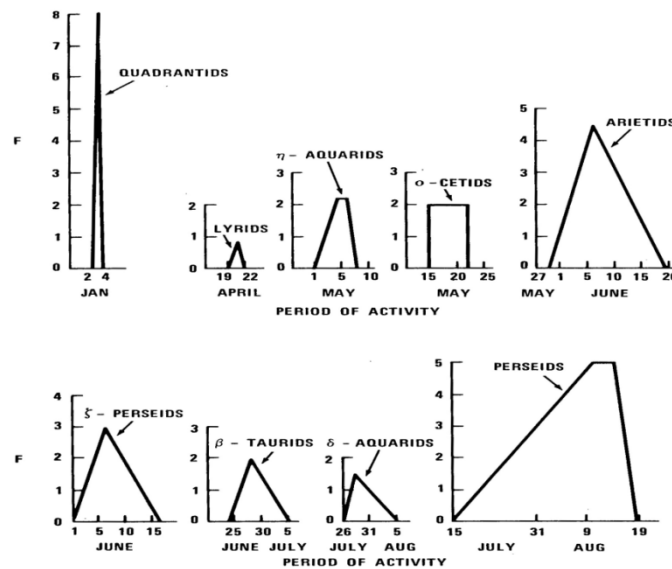 8
7
6
5
4
3
2
1
0
F
QUADRANTIDS
2 4
JAN
2
1
0
LYRIDS
19 22
APRIL
3
2
1
0
η - AQUARIDS
1 5 10
MAY
3
2
1
0
ο - CETIDS
15 20 25
MAY
5
4
3
2
1
0
ARIETIDS
27 1 5 10 15 20
MAY JUNE
PERIOD OF ACTIVITY
4
3
2
1
0
F
ζ - PERSEIDS
1 5 10 15
JUNE
3
2
1
0
β - TAURIDS
25 30 5
JUNE JULY
3
2
1
0
δ - AQUARIDS
26 31 5
JULY AUG
5
4
3
2
1
0
PERSEIDS
15 31 9 19
JULY AUG
PERIOD OF ACTIVITY